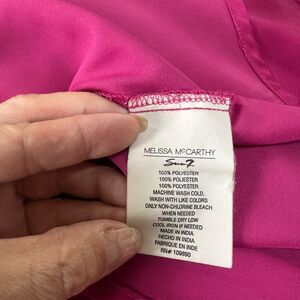 MELISSA McCARTHY
Seven7
100% POLYESTER
100% POLYESTER
100% POLYESTER
MACHINE WASH COLD,
WASH WITH LIKE COLORS
ONLY NON-CHLORINE BLEACH
WHEN NEEDED
TUMBLE DRY LOW
COOL IRON IF NEEDED
MADE IN INDIA
HECHO EN INDIA
FABRIQUE EN INDE
RN# 109890